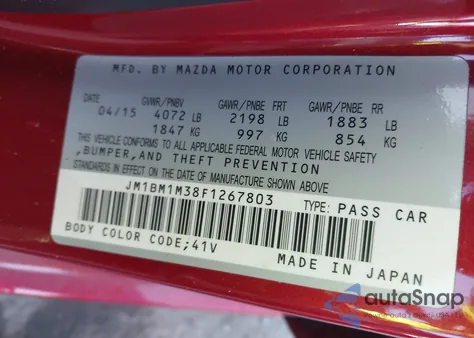 MFD. BY MAZDA MOTOR CORPORATION
GVWR/PNBV GAWR/PNBE FRT GAWR/PNBE RR
04/15 4072 LB 2198 LB 1883 LB
1847 KG 997 KG 854 KG
THIS VEHICLE CONFORMS TO ALL APPLICABLE FEDERAL MOTOR VEHICLE SAFETY
,BUMPER,AND THEFT PREVENTION
STANDARDS IN EFFECT ON THE DATE OF MANUFACTURE SHOWN ABOVE
JM1BM1M38F1267803
TYPE: PASS CAR
BODY COLOR CODE;41V
MADE IN JAPAN
autoSnap